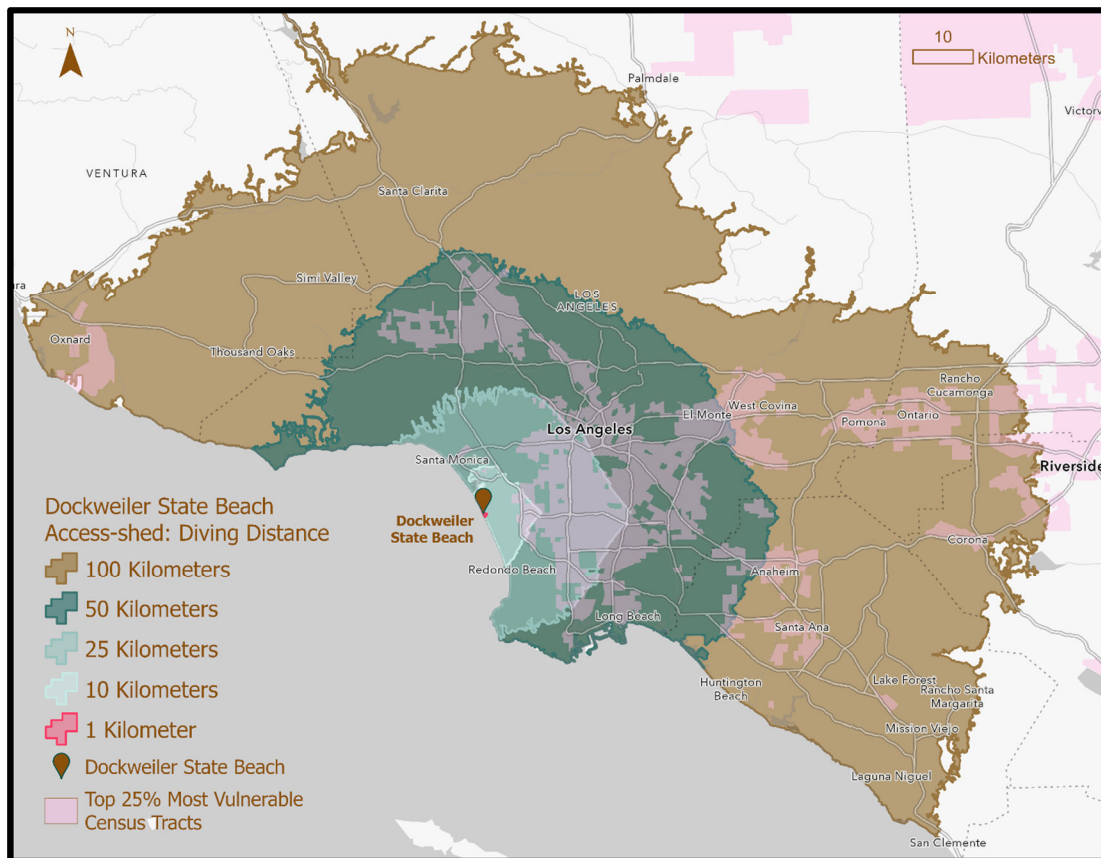 N
10
Kilometers
Palmdale
Victorv
VENTURA
Santa Clarita
Simi Valley
LOS
ANGELES
ura
Oxnard
Thousand Oaks
Rancho
Cucamonga
West Covina
El Monte
Pomona
Ontario
Los Angeles
Santa Monica
Riverside
Dockweiler
State Beach
Redondo Beach
Corona
Anaheim
Long Beach
Santa Ana
Huntington
Beach
Lake Forest
Rancho Santa
Margarita
Mission Viejo
Laguna Niguel
San Clemente
Dockweiler State Beach
Access-shed: Diving Distance
100 Kilometers
50 Kilometers
25 Kilometers
10 Kilometers
1 Kilometer
Dockweiler State Beach
Top 25% Most Vulnerable
Census Tracts